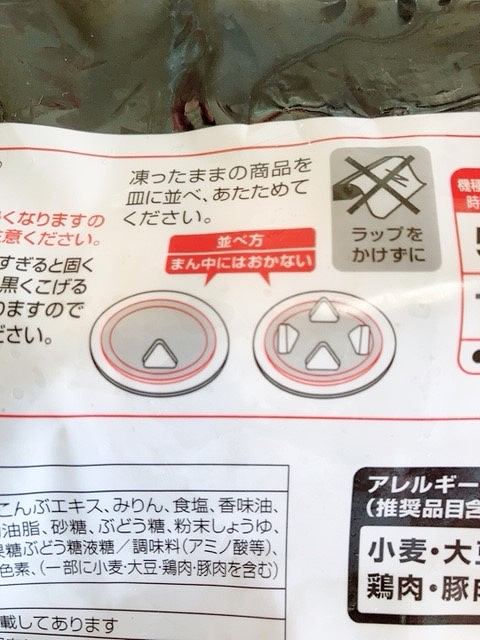 凍ったままの商品を
皿に並べ、あたためて
ください。
くなりますの
意ください。
すぎると固く
黒くこげる
りますので
ださい。
並べ方
まん中にはおかない
ラップを
かけずに
機種
時
こんぶエキス、みりん、食塩、香味油、
油脂、砂糖、ぶどう糖、粉末しょうゆ、
果糖ぶどう糖液糖／調味料(アミノ酸等)、
色素、(一部に小麦・大豆・鶏肉・豚肉を含む)
載してあります
アレルギー
(推奨品目含
小麦・大豆
鶏肉・豚肉